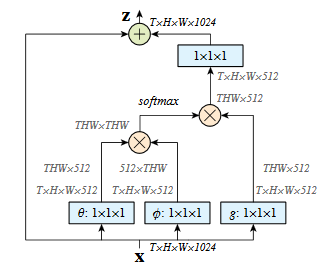 z
T×H×W×1024
+
1×1×1
T×H×W×512
softmax
THW×512
×
THW×THW
×
THW×512
512×THW
THW×512
T×H×W×512
T×H×W×512
T×H×W×512
θ: 1×1×1
ϕ: 1×1×1
g: 1×1×1
T×H×W×1024
x